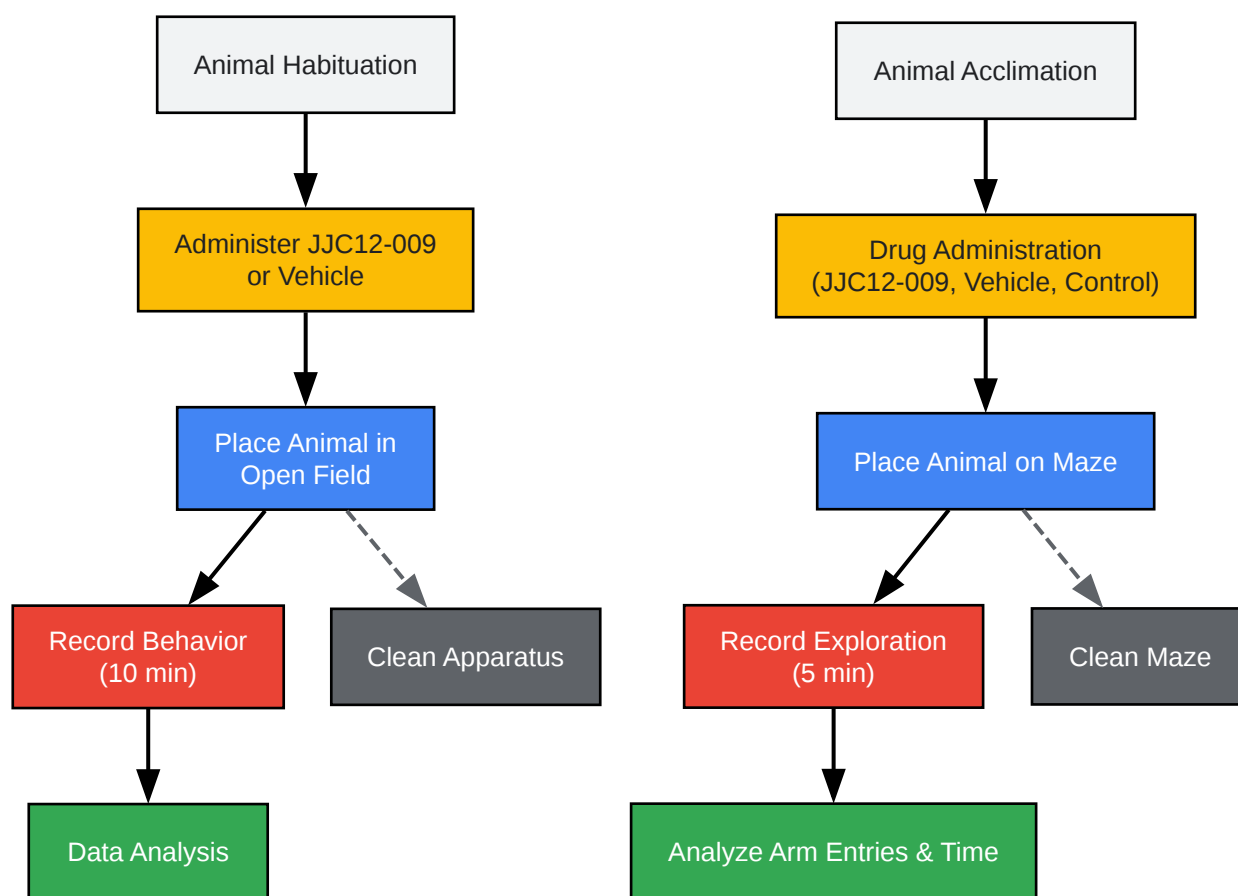 Animal Habituation
Administer JJC12-009
or Vehicle
Place Animal in
Open Field
Record Behavior
(10 min)
Clean Apparatus
Data Analysis
Animal Acclimation
Drug Administration
(JJC12-009, Vehicle, Control)
Place Animal on Maze
Record Exploration
(5 min)
Clean Maze
Analyze Arm Entries & Time